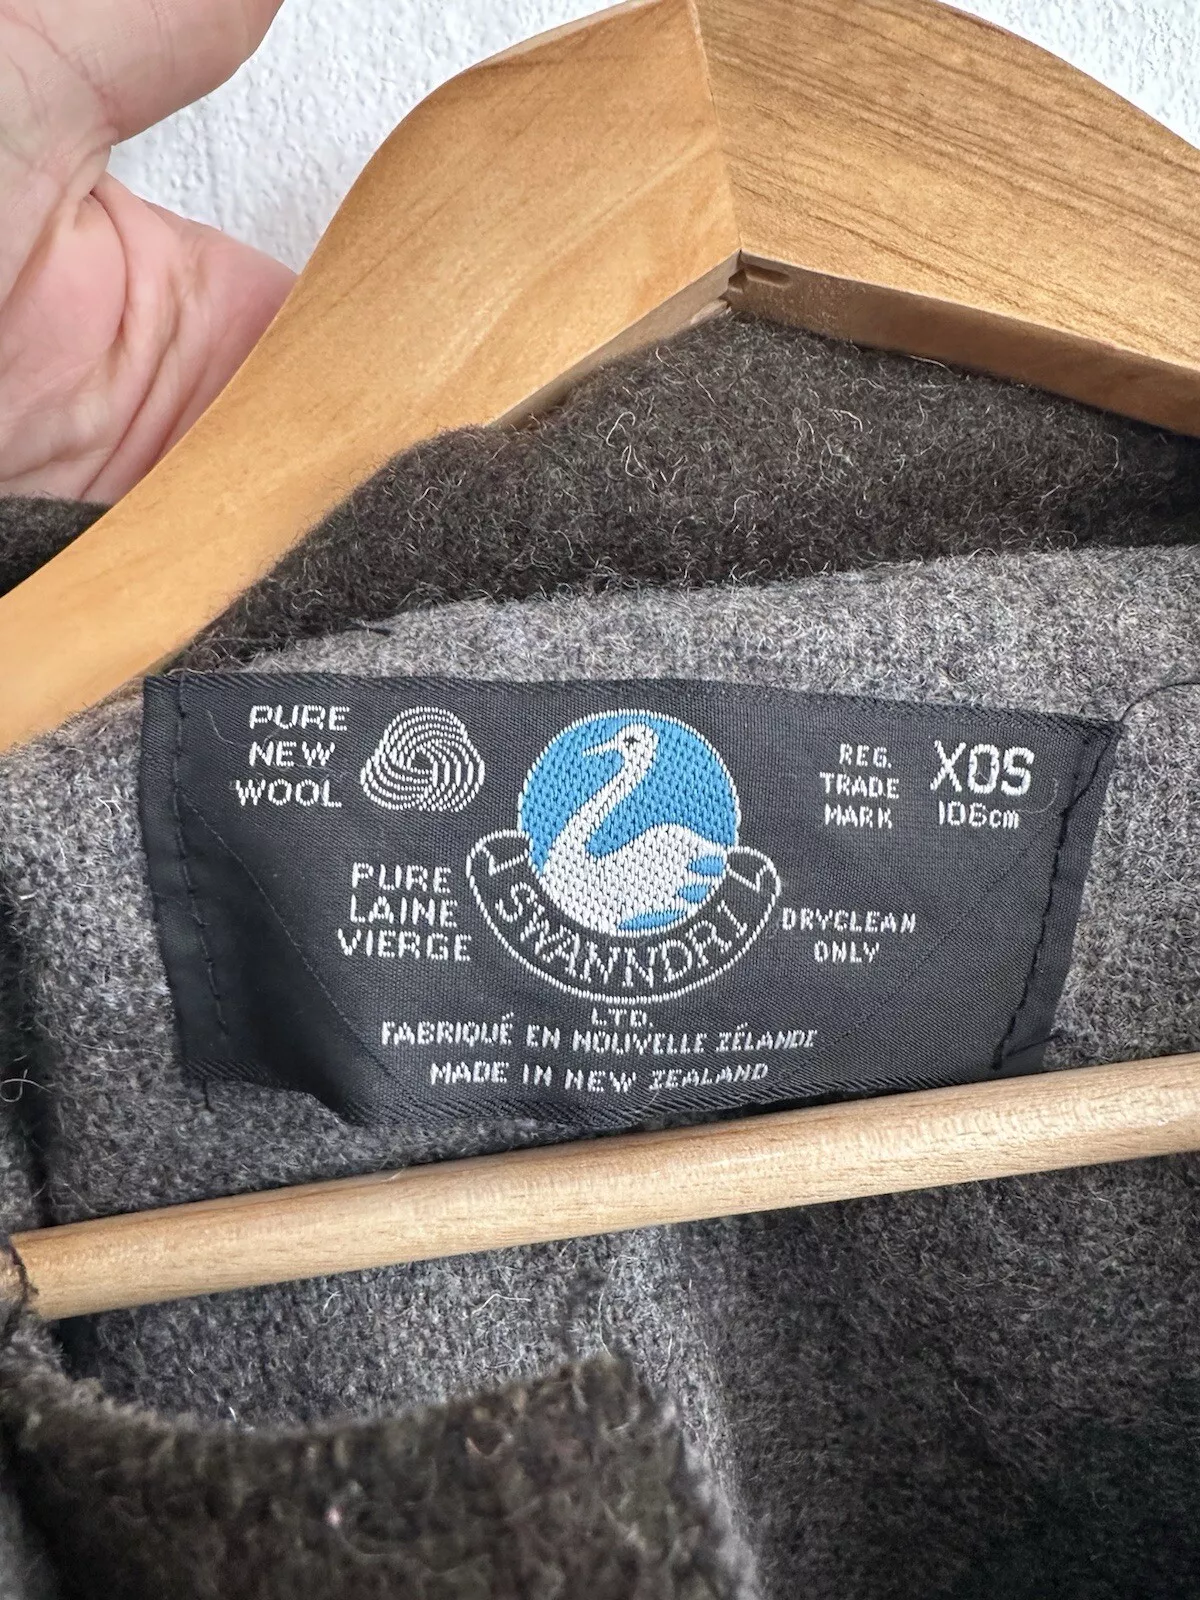 PURE
NEW
WOOL
REG.
TRADE
MARK
XOS
106cm
PURE
LAINE
VIERGE
SWANNDRI
LTD.
DRYCLEAN
ONLY
FABRIQUÉ EN NOUVELLE ZÉLANDE
MADE IN NEW ZEALAND